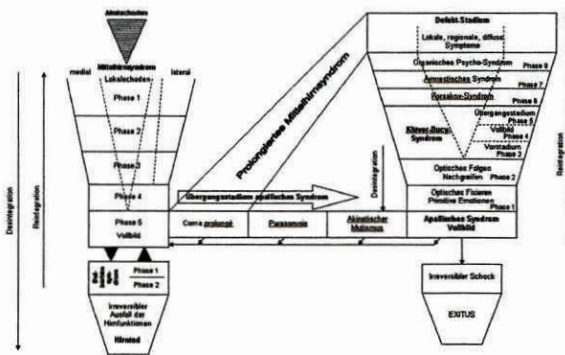 Akutschaden
Mittelhirnsyndrom
medial
Lokalschaden
lateral
Phase 1
Phase 2
Phase 3
Phase 4
Phase 5
Vollbild
Phase 1
Phase 2
Irreversibler
Ausfall der
Hirnfunktionen
Hirntod
Desintegration
Reintegration
Prolongiertes Mittelhirnsyndrom
Übergangsstadium apallisches Syndrom
Coma prolongé
Parasomnie
Akinetischer
Mutismus
Desintegration
Defekt-Stadium
Lokale, regionale, diffuse
Symptome
Organisches Psycho-Syndrom
Phase 8
Amnestisches Syndrom
Phase 7
Korsakow-Syndrom
Phase 6
Übergangsstadium
Phase 5
Klüver-Bucy-
Syndrom
Vollbild
Phase 4
Vorstadium
Phase 3
Optisches Folgen
Nachgreifen
Phase 2
Optisches Fixieren
Primitive Emotionen
Phase 1
Apallisches Syndrom
Vollbild
Reintegration
Irreversibler Schock
EXITUS